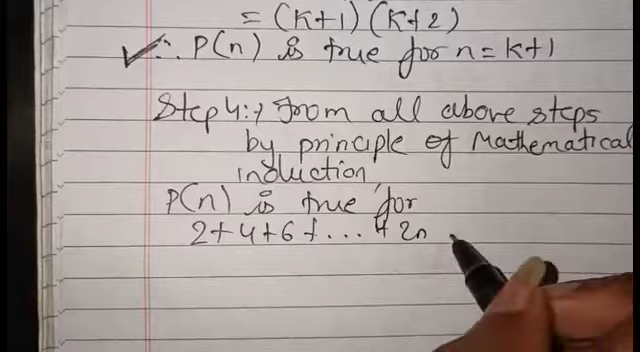 = (k+1) (k+2)
∴ P(n) is true for n = k+1
Step 4:→ From all above steps
by principle of Mathematical
induction,
P(n) is true for
2+4+6+...+2n